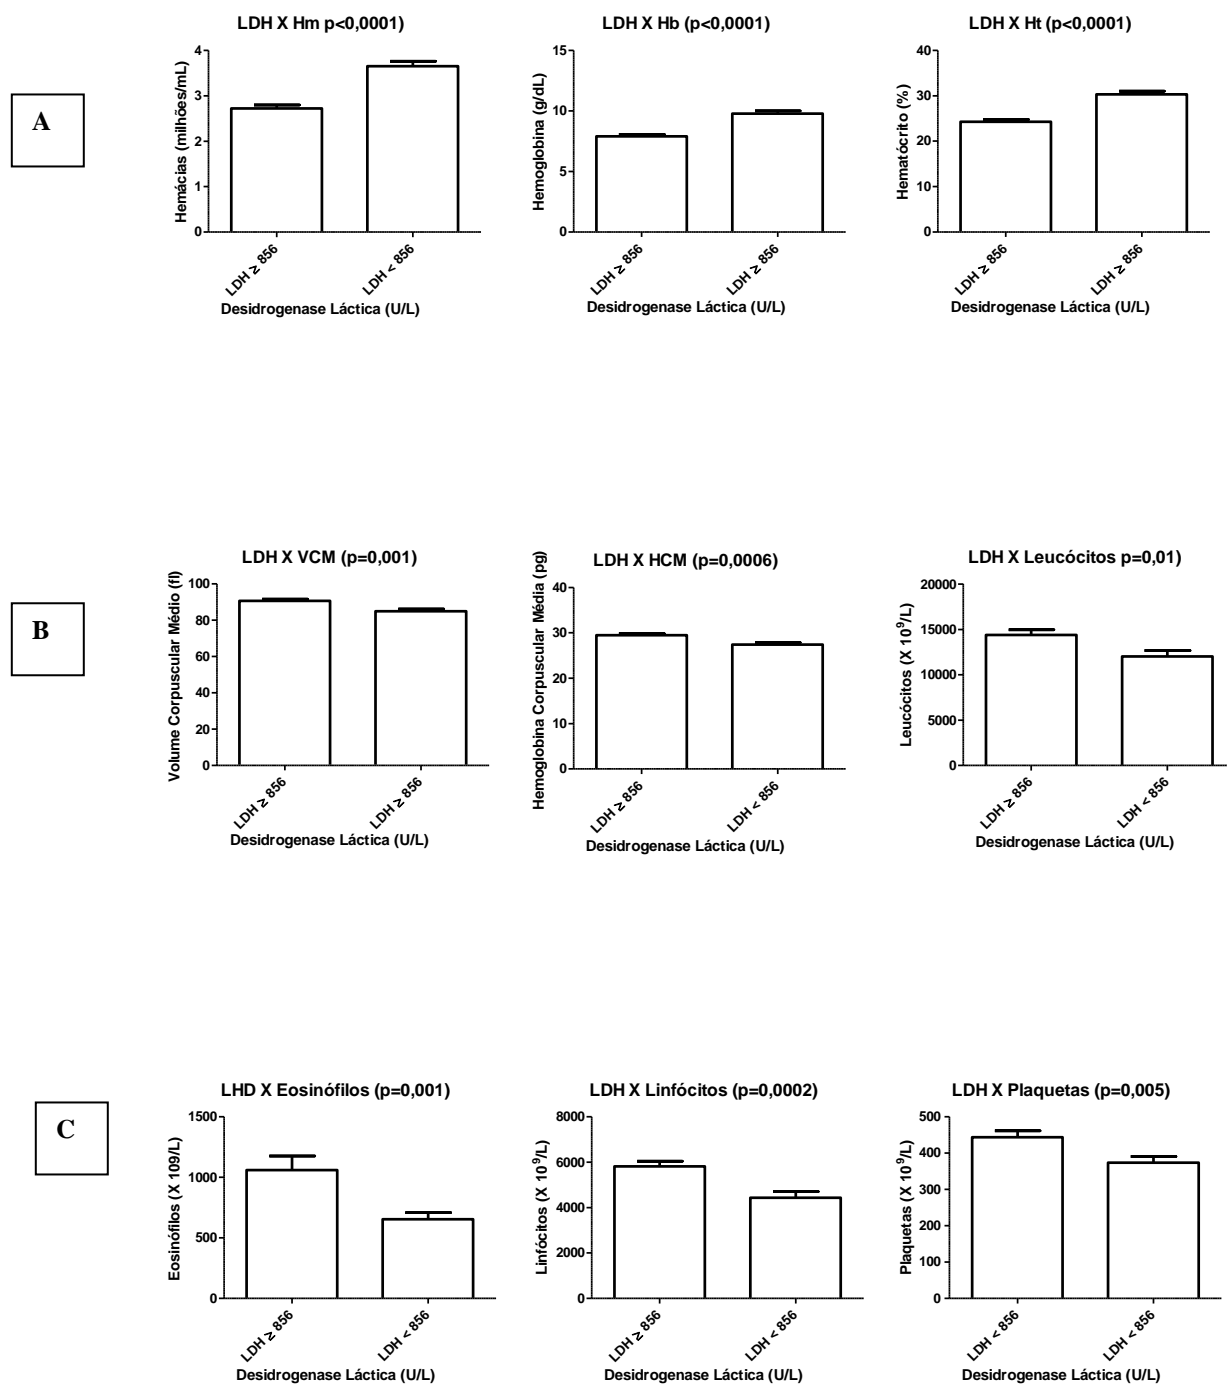 A
LDH X Hm p<0,0001)
Hemácias (milhões/mL)
4
3
2
1
0
LDH ≥ 856
LDH < 856
Desidrogenase Láctica (U/L)
LDH X Hb (p<0,0001)
Hemoglobina (g/dL)
15
10
5
0
LDH ≥ 856
LDH ≥ 856
Desidrogenase Láctica (U/L)
LDH X Ht (p<0,0001)
Hematócrito (%)
40
30
20
10
0
LDH ≥ 856
LDH ≥ 856
Desidrogenase Láctica (U/L)
B
LDH X VCM (p=0,001)
Volume Corpuscular Médio (fl)
100
80
60
40
20
0
LDH ≥ 856
LDH ≥ 856
Desidrogenase Láctica (U/L)
LDH X HCM (p=0,0006)
Hemoglobina Corpuscular Média (pg)
40
30
20
10
0
LDH ≥ 856
LDH < 856
Desidrogenase Láctica (U/L)
LDH X Leucócitos p=0,01)
Leucócitos (X 10⁹/L)
20000
15000
10000
5000
0
LDH ≥ 856
LDH < 856
Desidrogenase Láctica (U/L)
C
LHD X Eosinófilos (p=0,001)
Eosinófilos (X 109/L)
1500
1000
500
0
LDH ≥ 856
LDH < 856
Desidrogenase Láctica (U/L)
LDH X Linfócitos (p=0,0002)
Linfócitos (X 10⁹/L)
8000
6000
4000
2000
0
LDH ≥ 856
LDH < 856
Desidrogenase Láctica (U/L)
LDH X Plaquetas (p=0,005)
Plaquetas (X 10⁹/L)
500
400
300
200
100
0
LDH < 856
LDH < 856
Desidrogenase Láctica (U/L)